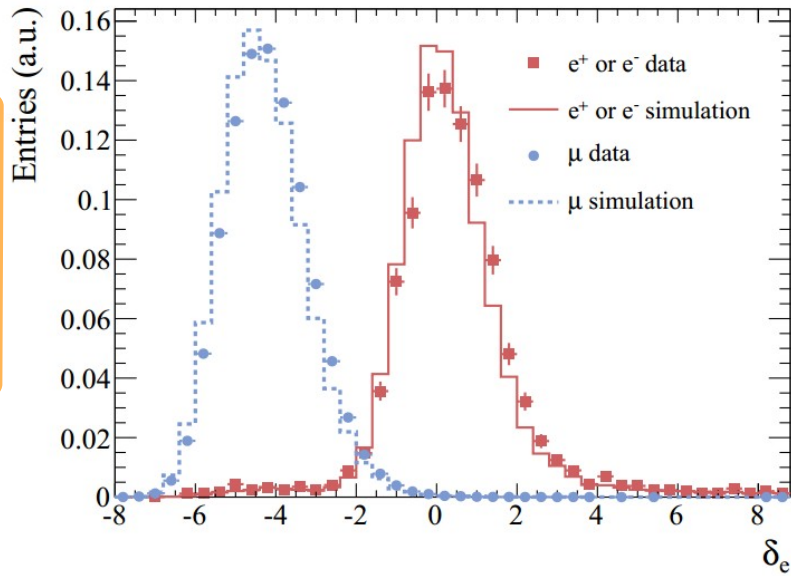 Entries (a.u.)
0.16
0.14
0.12
0.1
0.08
0.06
0.04
0.02
0
e⁺ or e⁻ data
e⁺ or e⁻ simulation
μ data
μ simulation
-8 -6 -4 -2 0 2 4 6 8
δₑ